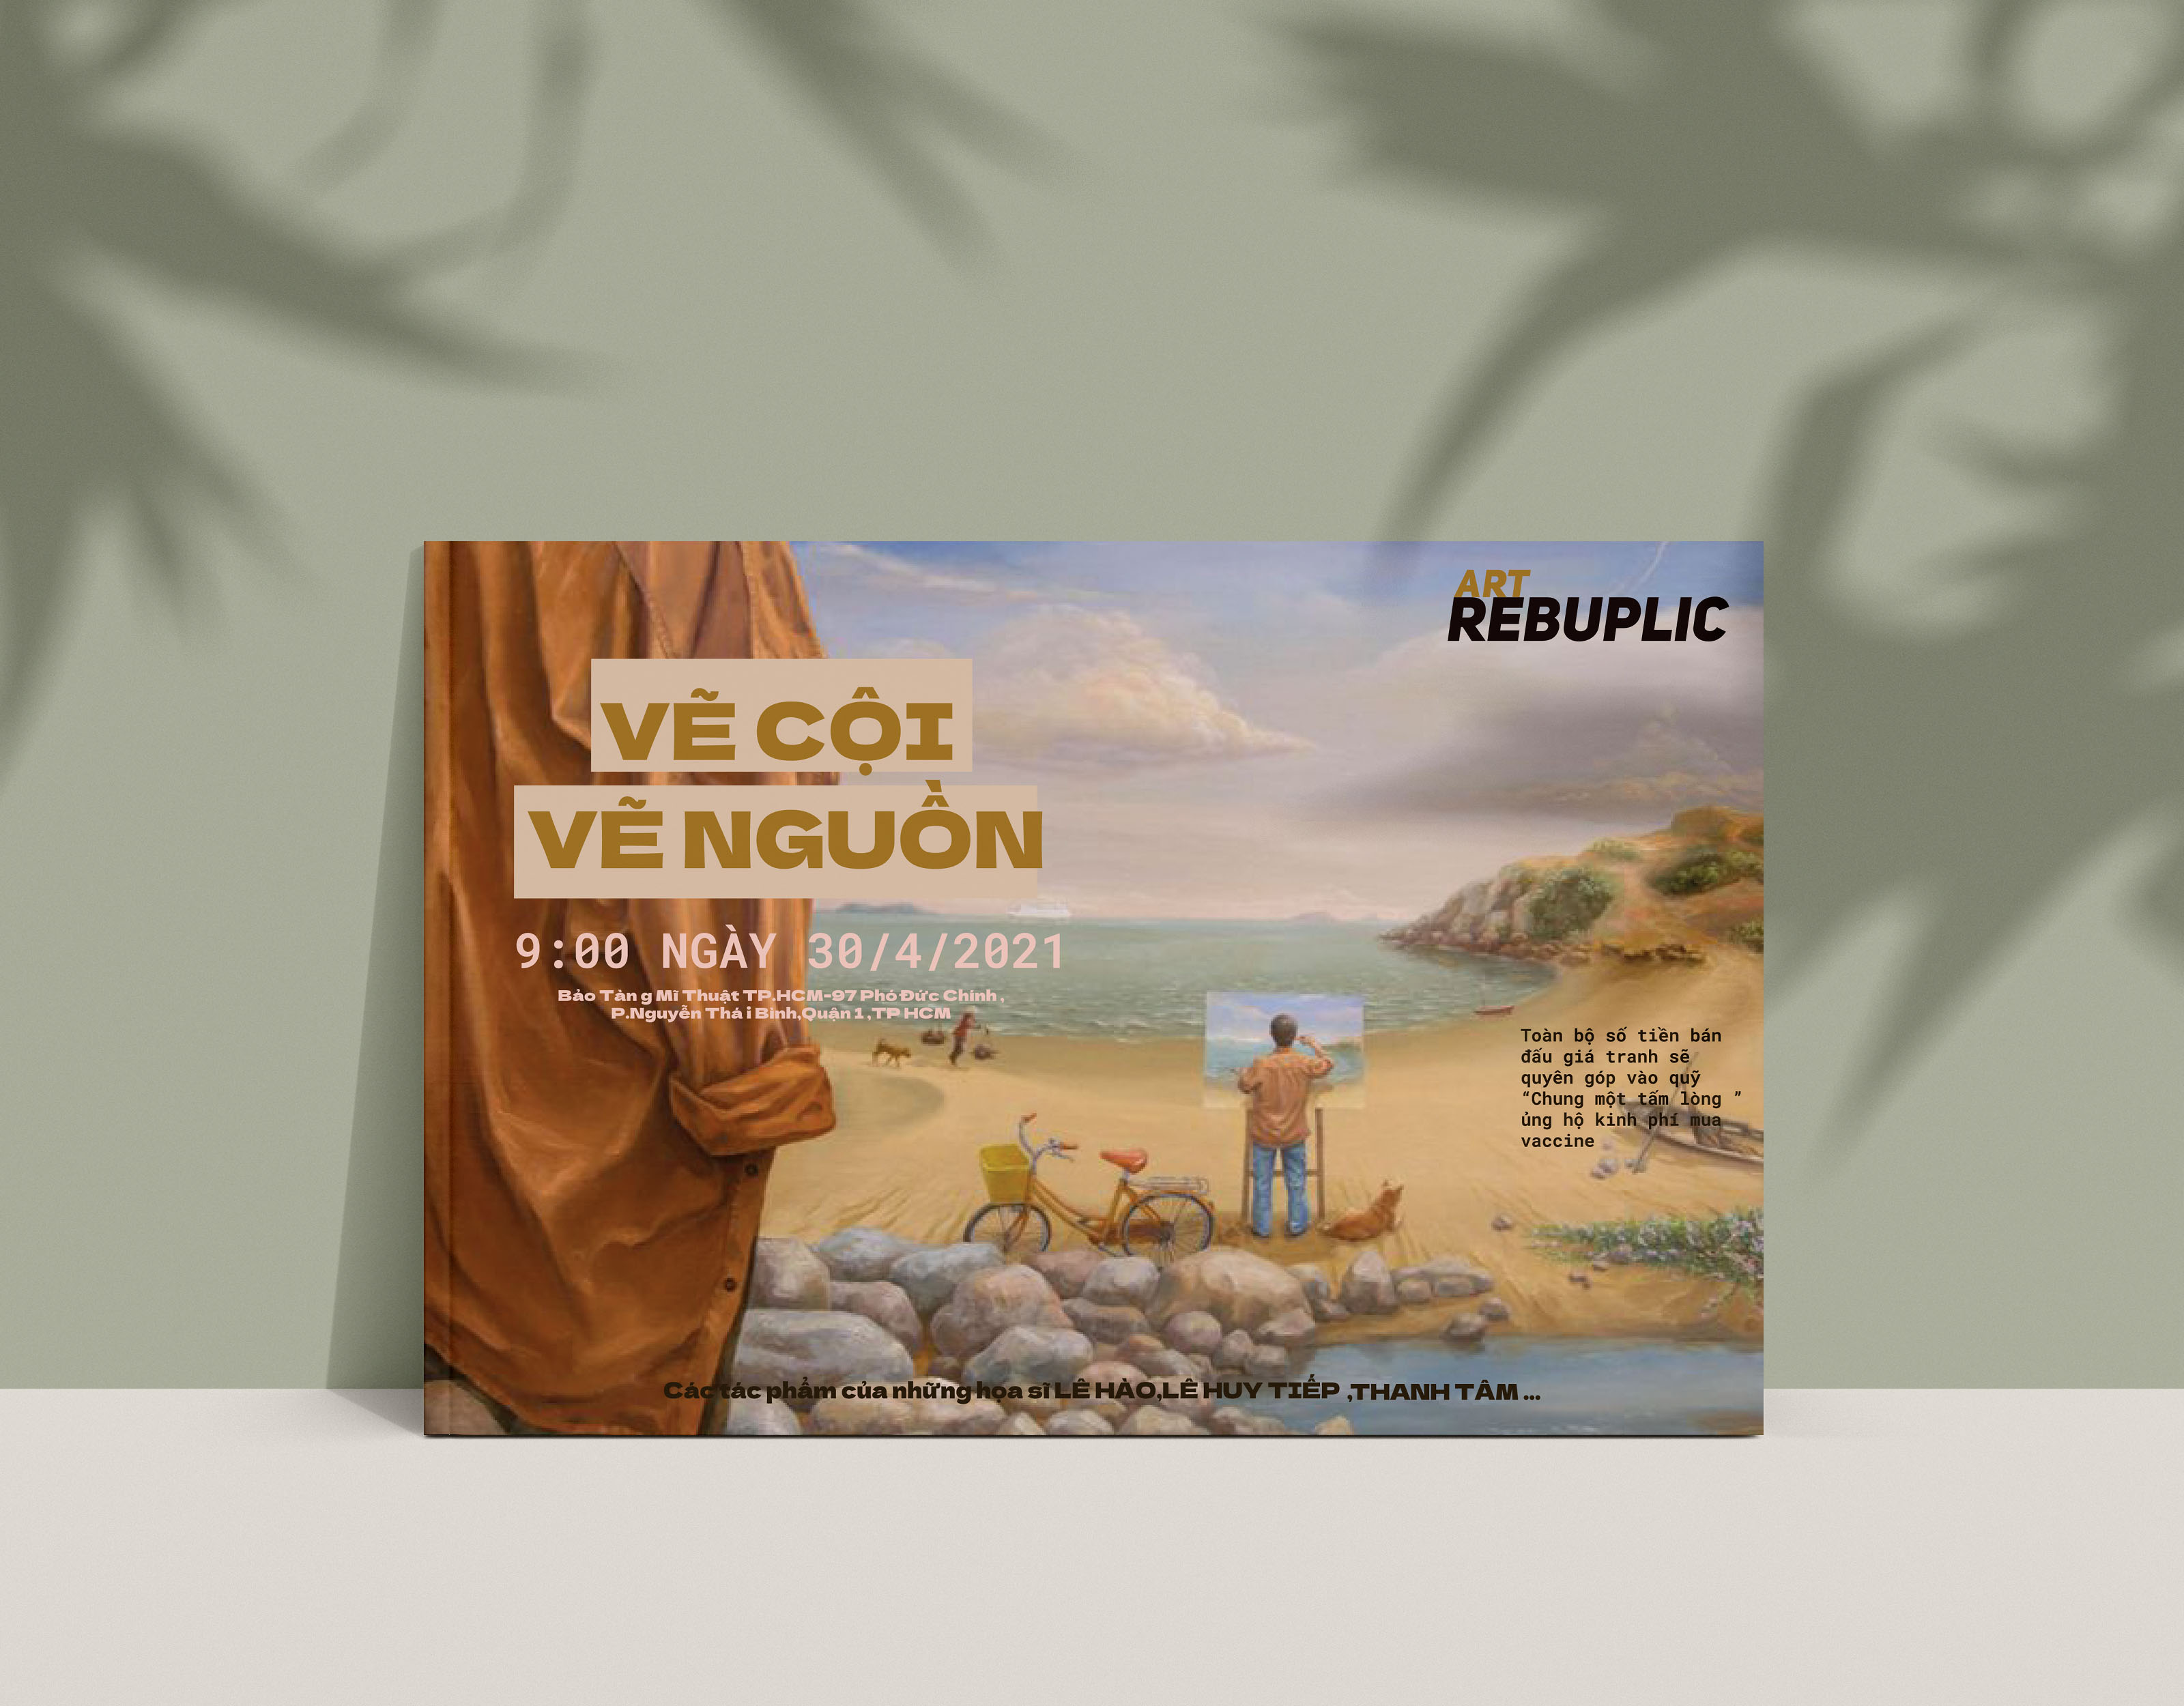 ART
REBUPLIC
VẼ CỘI
VẼ NGUỒN
9:00 NGÀY 30/4/2021
Bảo Tàn g Mĩ Thuật TP.HCM-97 Phó Đức Chính ,
P.Nguyễn Thá i Bình,Quận 1 ,TP HCM
Toàn bộ số tiền bán
đấu giá tranh sẽ
quyên góp vào quỹ
“Chung một tấm lòng ”
ủng hộ kinh phí mua
vaccine
Các tác phẩm của những họa sĩ LÊ HÀO,LÊ HUY TIẾP ,THANH TÂM ...